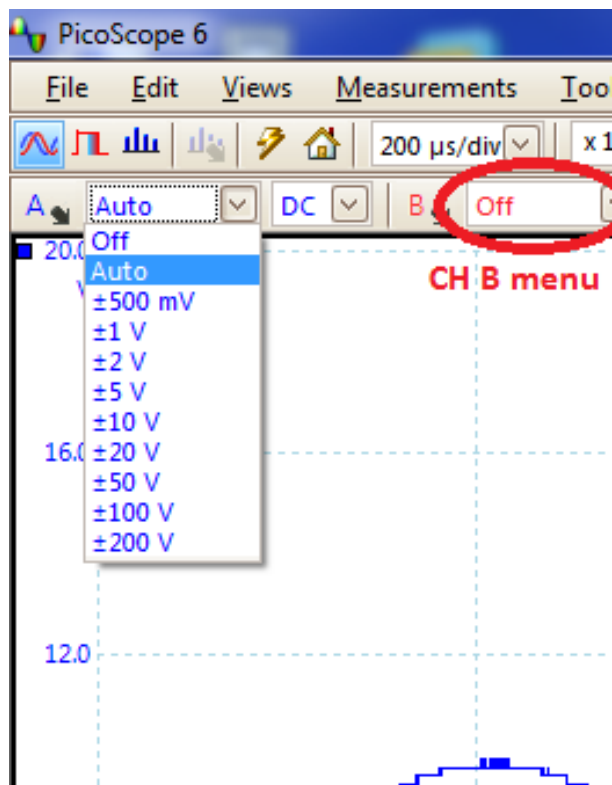 PicoScope 6
File Edit Views Measurements Too
200 µs/div x 1
A Auto DC B Off
20.0
Off
Auto
±500 mV
±1 V
±2 V
±5 V
±10 V
±20 V
±50 V
±100 V
±200 V
CH B menu
16.0
12.0